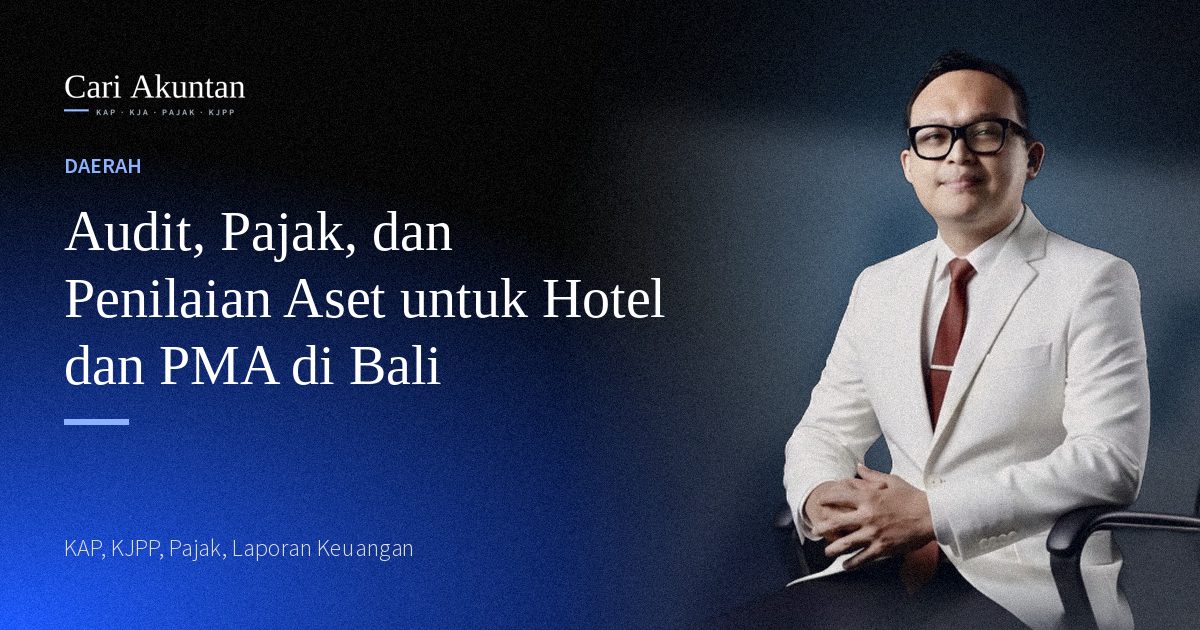 Cari Akuntan
KAP · KJA · PAJAK · KJPP
DAERAH
Audit, Pajak, dan
Penilaian Aset untuk Hotel
dan PMA di Bali
KAP, KJPP, Pajak, Laporan Keuangan